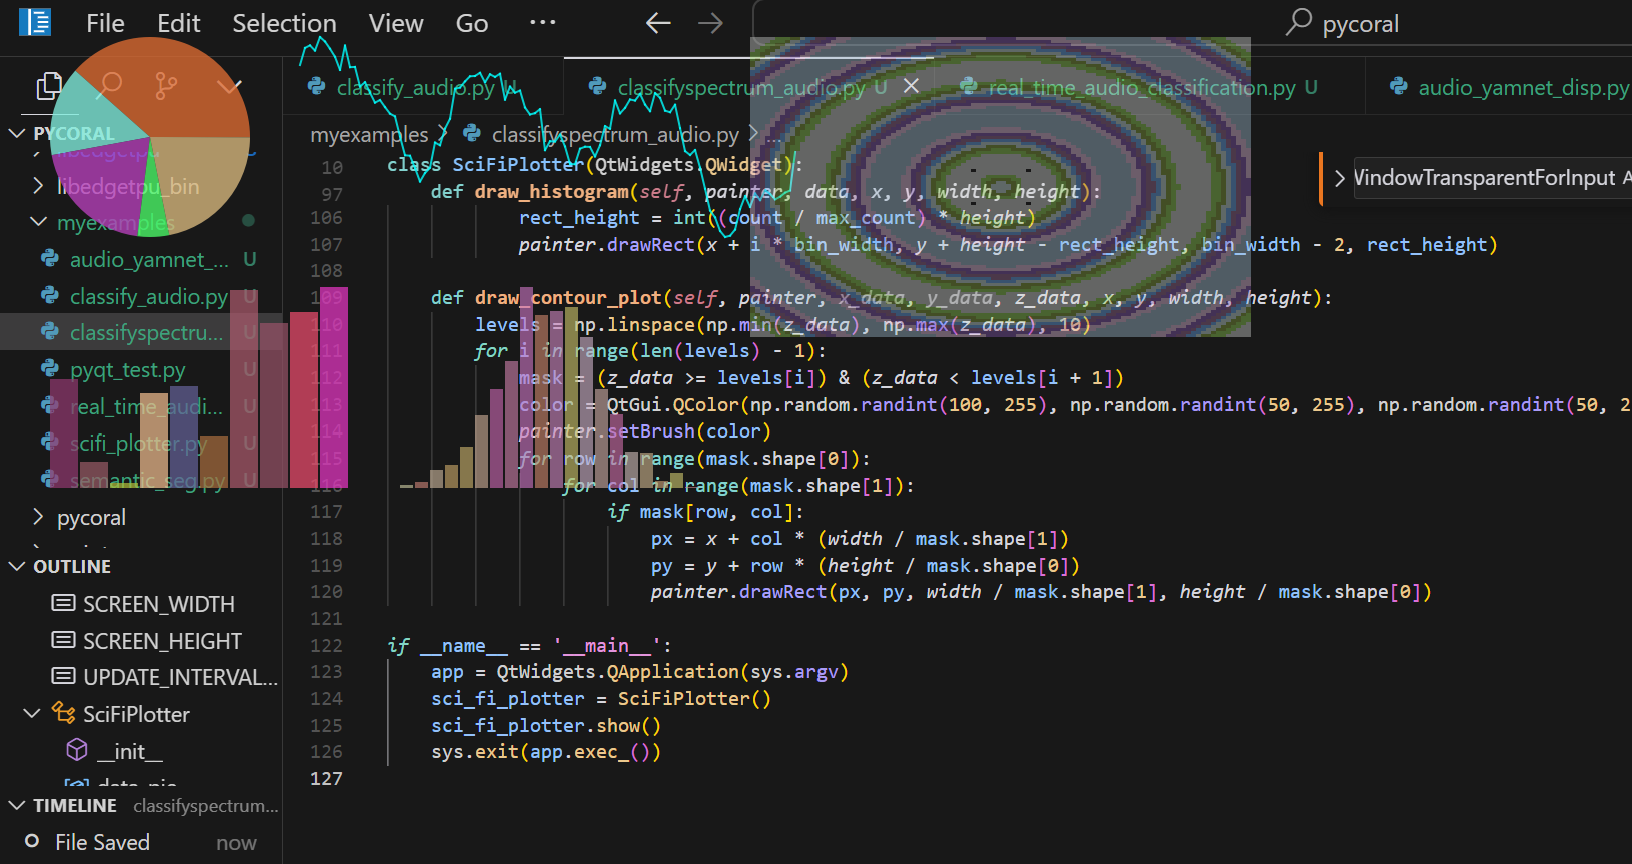 File Edit Selection View Go ...
pycoral
classify_audio.py U
classifyspectrum_audio.py U
real_time_audio_classification.py U
audio_yamnet_disp.py
PYCORAL
libedgetpu
libedgetpu_bin
myexamples
audio_yamnet_... U
classify_audio.py U
classifyspectru... U
pyqt_test.py U
real_time_audi... U
scifi_plotter.py U
semantic_seg.py U
pycoral
OUTLINE
SCREEN_WIDTH
SCREEN_HEIGHT
UPDATE_INTERVAL...
SciFiPlotter
__init__
data_pie
TIMELINE classifyspectrum...
File Saved now
myexamples > classifyspectrum_audio.py > ...
WindowTransparentForInput
10 class SciFiPlotter(QtWidgets.QWidget):
97 def draw_histogram(self, painter, data, x, y, width, height):
106 rect_height = int((count / max_count) * height)
107 painter.drawRect(x + i * bin_width, y + height - rect_height, bin_width - 2, rect_height)
108
109 def draw_contour_plot(self, painter, x_data, y_data, z_data, x, y, width, height):
110 levels = np.linspace(np.min(z_data), np.max(z_data), 10)
111 for i in range(len(levels) - 1):
112 mask = (z_data >= levels[i]) & (z_data < levels[i + 1])
113 color = QtGui.QColor(np.random.randint(100, 255), np.random.randint(50, 255), np.random.randint(50, 2
114 painter.setBrush(color)
115 for row in range(mask.shape[0]):
116 for col in range(mask.shape[1]):
117 if mask[row, col]:
118 px = x + col * (width / mask.shape[1])
119 py = y + row * (height / mask.shape[0])
120 painter.drawRect(px, py, width / mask.shape[1], height / mask.shape[0])
121
122 if __name__ == '__main__':
123 app = QtWidgets.QApplication(sys.argv)
124 sci_fi_plotter = SciFiPlotter()
125 sci_fi_plotter.show()
126 sys.exit(app.exec_())
127